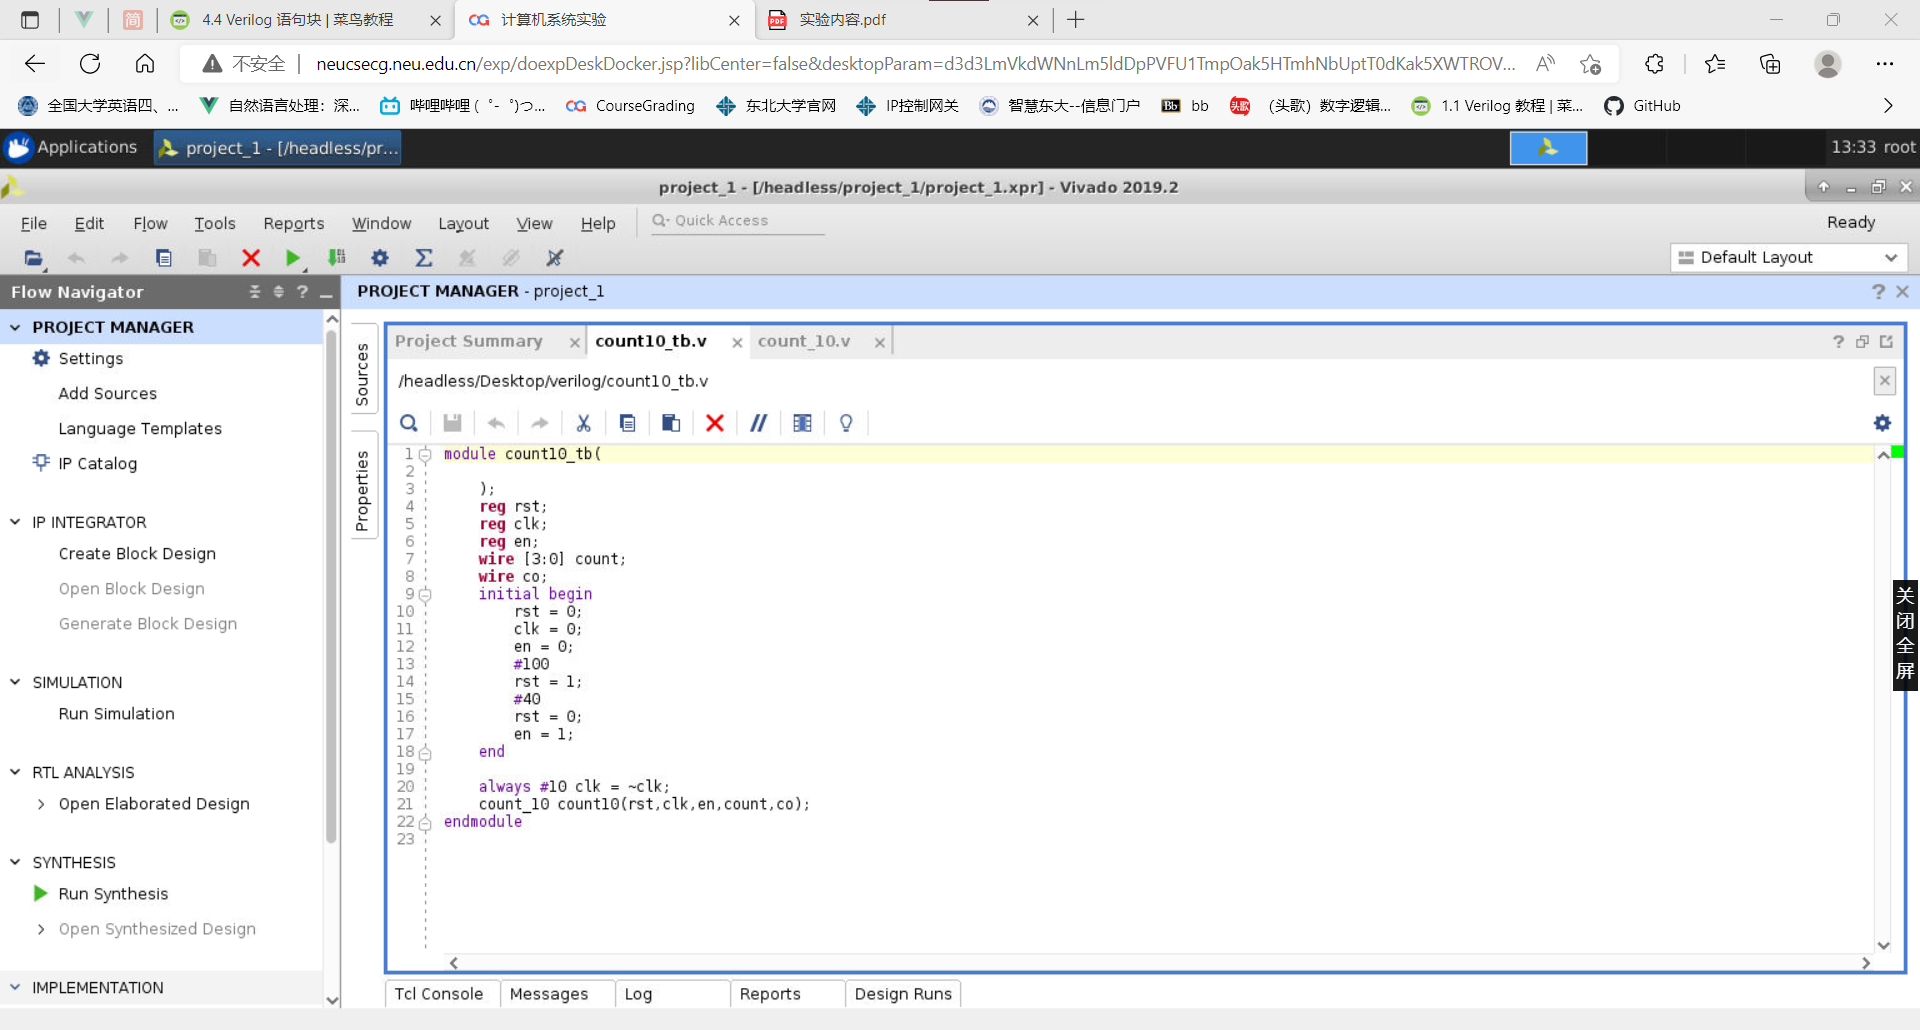 4.4 Verilog 语句块 | 菜鸟教程
计算机系统实验
实验内容.pdf
不安全
neucsecg.neu.edu.cn/exp/doexpDeskDocker.jsp?libCenter=false&desktopParam=d3d3LmVkdWNnLm5ldDpPVFU1TmpOak5HTmhNbUptT0dKak5XWTROV...
全国大学英语四、...
自然语言处理：深...
哔哩哔哩 (゜-゜)つ...
CourseGrading
东北大学官网
IP控制网关
智慧东大--信息门户
bb
（头歌）数字逻辑...
1.1 Verilog 教程 | 菜...
GitHub
Applications
project_1 - [/headless/pr...
13:33 root
project_1 - [/headless/project_1/project_1.xpr] - Vivado 2019.2
File Edit Flow Tools Reports Window Layout View Help
Quick Access
Ready
Default Layout
Flow Navigator
PROJECT MANAGER - project_1
PROJECT MANAGER
Settings
Add Sources
Language Templates
IP Catalog
IP INTEGRATOR
Create Block Design
Open Block Design
Generate Block Design
SIMULATION
Run Simulation
RTL ANALYSIS
Open Elaborated Design
SYNTHESIS
Run Synthesis
Open Synthesized Design
IMPLEMENTATION
Sources
Properties
Project Summary
count10_tb.v
count_10.v
/headless/Desktop/verilog/count10_tb.v
1 module count10_tb(
2
3 );
4 reg rst;
5 reg clk;
6 reg en;
7 wire [3:0] count;
8 wire co;
9 initial begin
10 rst = 0;
11 clk = 0;
12 en = 0;
13 #100
14 rst = 1;
15 #40
16 rst = 0;
17 en = 1;
18 end
19
20 always #10 clk = ~clk;
21 count_10 count10(rst,clk,en,count,co);
22 endmodule
23
关闭全屏
Tcl Console
Messages
Log
Reports
Design Runs